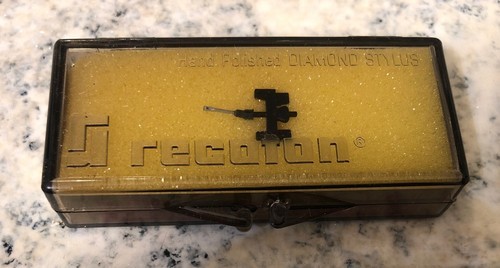 Hand Polished DIAMOND STYLUS
recoton®